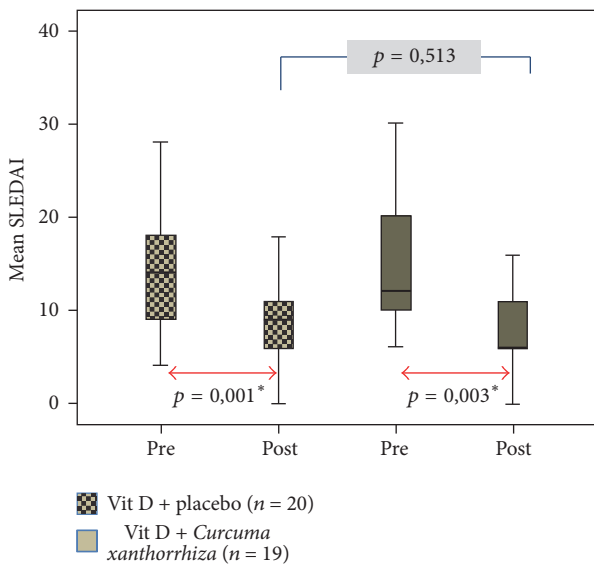 40
p = 0,513
30
Mean SLEDAI
20
10
0
p = 0,001*
p = 0,003*
Pre
Post
Pre
Post
Vit D + placebo (n = 20)
Vit D + Curcuma
xanthorrhiza (n = 19)